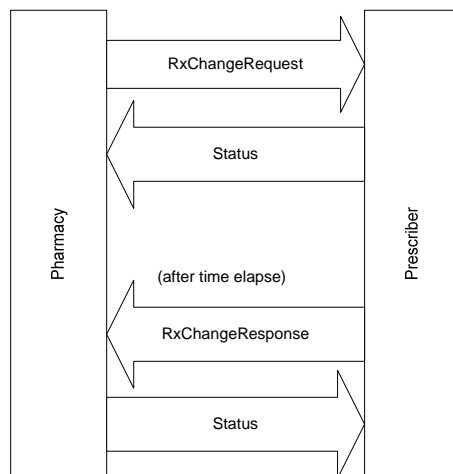 RxChangeRequest
Status
Pharmacy
Prescriber
(after time elapse)
RxChangeResponse
Status